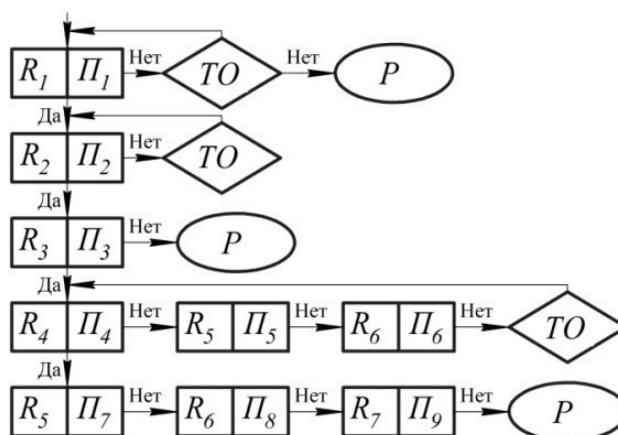 R1 П1 Нет ТО Нет Р
Да
R2 П2 Нет ТО
Да
R3 П3 Нет Р
Да
R4 П4 Нет R5 П5 Нет R6 П6 Нет ТО
Да
R5 П7 Нет R6 П8 Нет R7 П9 Нет Р